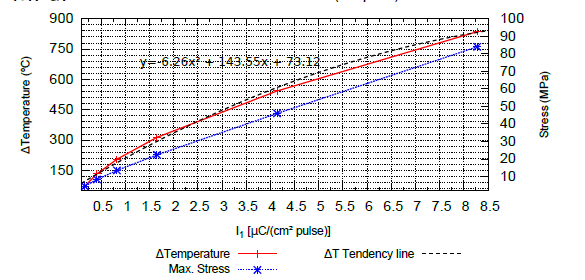 900
750
600
450
300
150
100
90
80
70
60
50
40
30
20
10
y=-6.26x² + 143.55x + 73.12
ΔTemperature (ºC)
Stress (MPa)
0.5 1 1.5 2 2.5 3 3.5 4 4.5 5 5.5 6 6.5 7 7.5 8 8.5
I₁ [µC/(cm² pulse)]
ΔTemperature
ΔT Tendency line
Max. Stress